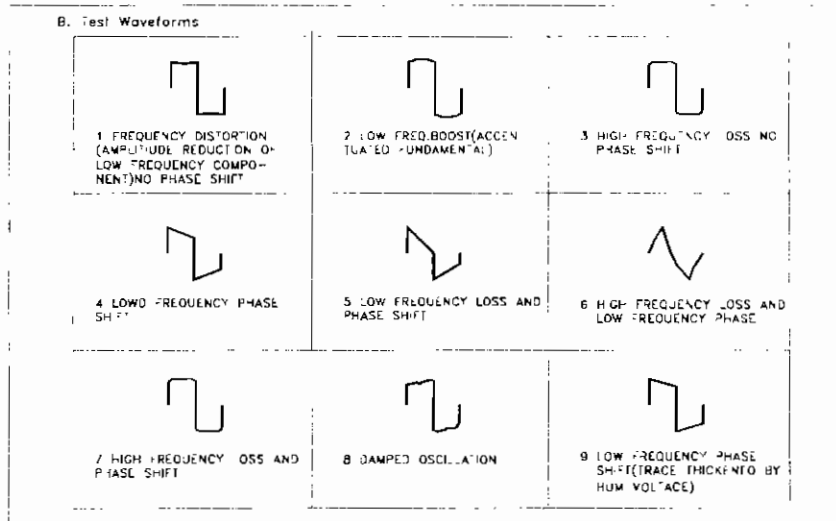 B. Test Waveforms
1 FREQUENCY DISTORTION
(AMPLITUDE REDUCTION OF
LOW FREQUENCY COMPO-
NENT)NO PHASE SHIFT
2 LOW FREQ.BOOST(ACCEN
TUATED FUNDAMENTAL)
3 HIGH FREQUENCY LOSS NO
PHASE SHIFT
4 LOWD FREQUENCY PHASE
SHIFT
5 LOW FREQUENCY LOSS AND
PHASE SHIFT
6 HIGH FREQUENCY LOSS AND
LOW FREQUENCY PHASE
7 HIGH FREQUENCY LOSS AND
PHASE SHIFT
8 DAMPED OSCILLATION
9 LOW FREQUENCY PHASE
SHIFT(TRACE THICKENTO BY
HUM VOLTACE)